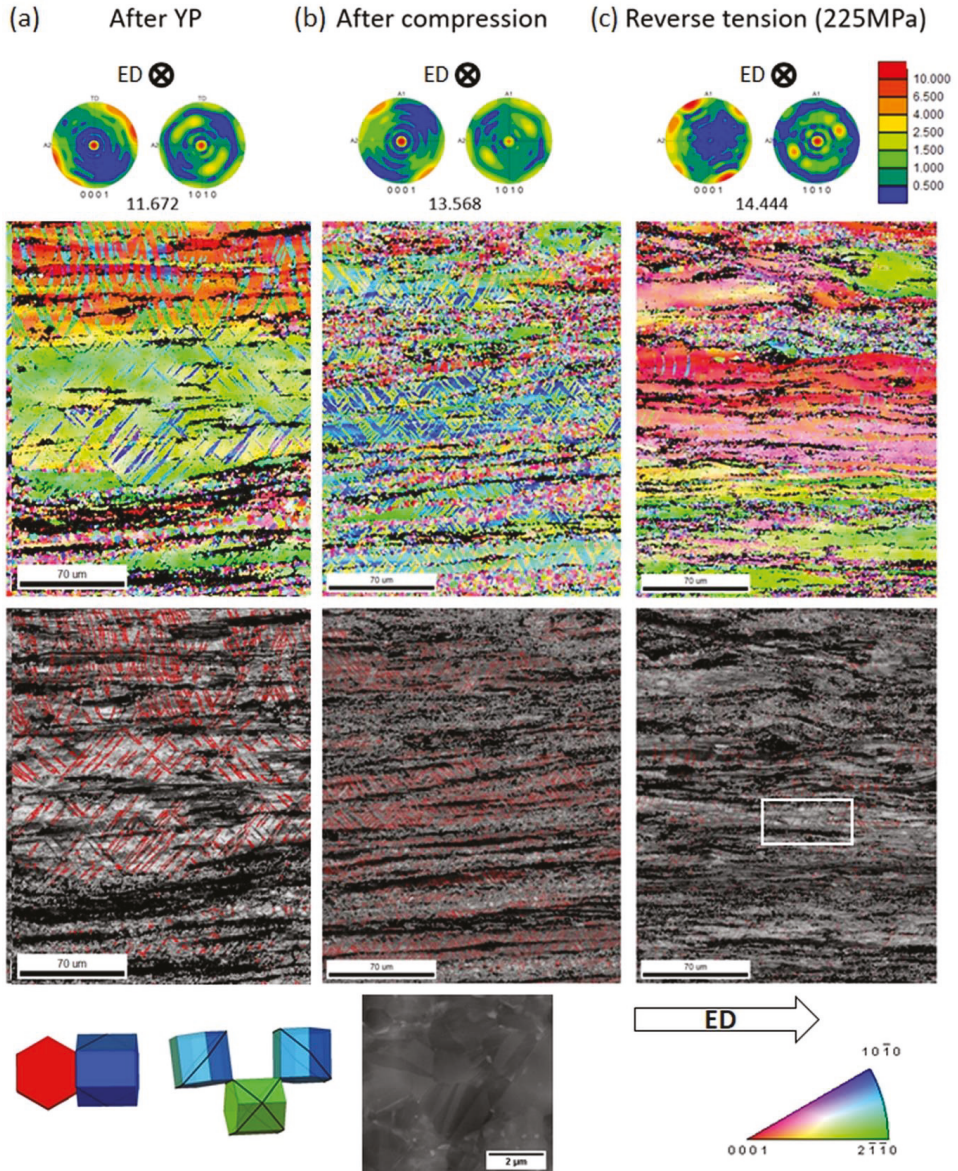 (a) After YP (b) After compression (c) Reverse tension (225MPa)
ED ED ED
TD TD A1 A1 A1 A1
A2 A2 A2 A2 A2
0001 1010 0001 1010 0001 1010
11.672 13.568 14.444
10.000
6.500
4.000
2.500
1.500
1.000
0.500
70 um 70 um 70 um
70 um 70 um 70 um
ED
2 µm
101̄0
0001 21̄1̄0